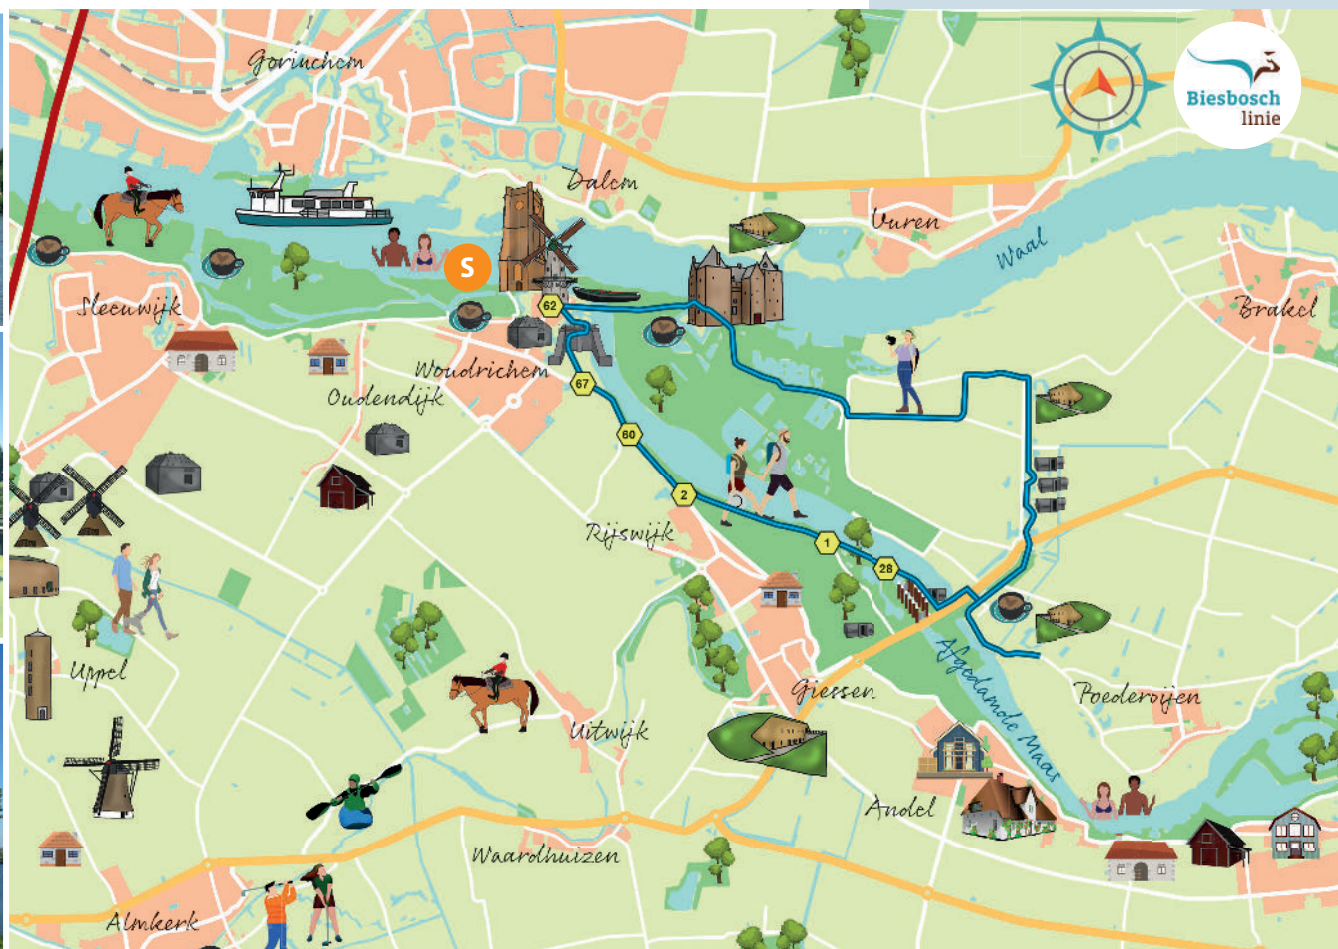 Gorinchem
Biesbosch
linie
Dalem
Vuren
Waal
S
Sleeuwijk
62
Brakel
Woudrichem
67
Oudendijk
60
2
Rijswijk
1
28
Afgedamde Maas
Uppel
Giessen
Poederoijen
Uitwijk
Andel
Waardhuizen
Almkerk